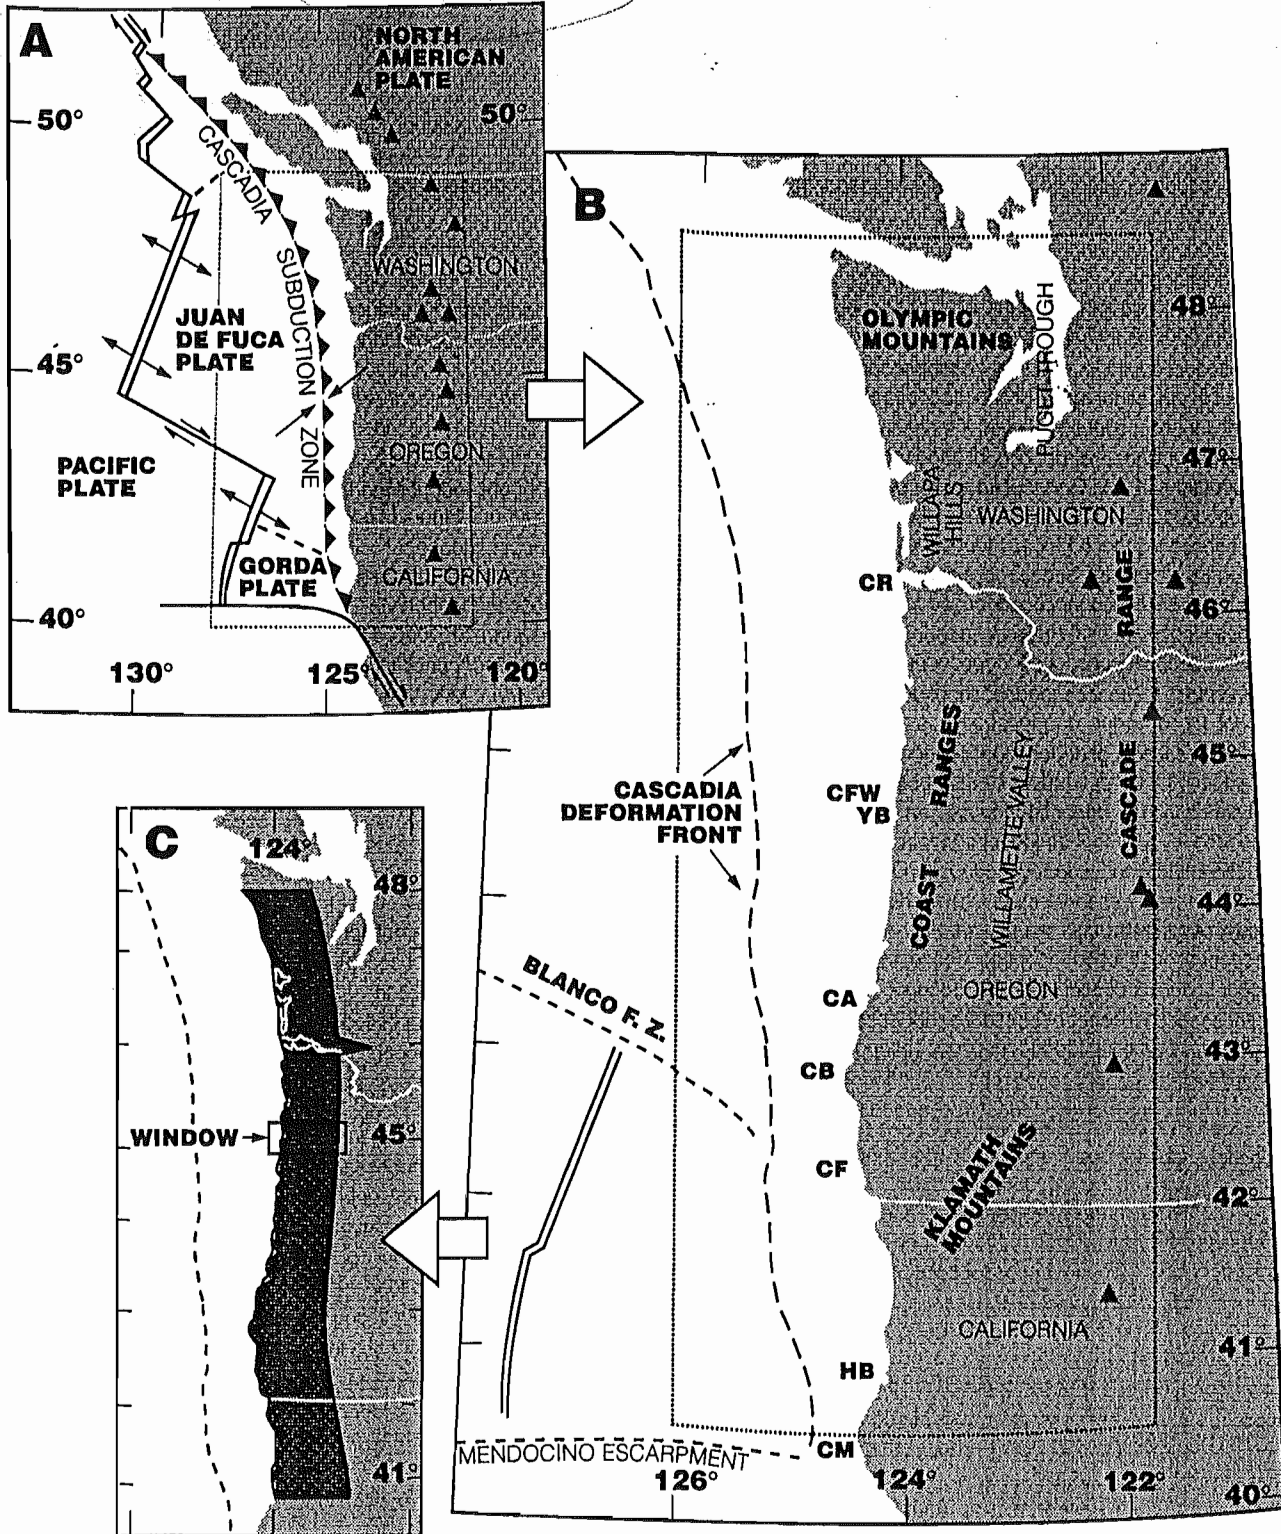 A
NORTH
AMERICAN
PLATE
50°
50°
CASCADIA
SUBDUCTION
ZONE
WASHINGTON
JUAN
DE FUCA
PLATE
45°
OREGON
PACIFIC
PLATE
GORDA
PLATE
CALIFORNIA
40°
130°
125°
120°
B
48°
OLYMPIC
MOUNTAINS
PUGET TROUGH
47°
WILLAPA
HILLS
WASHINGTON
CR
RANGE
46°
45°
COAST
RANGES
WILLAMETTE VALLEY
CASCADE
CASCADIA
DEFORMATION
FRONT
CFW
YB
44°
BLANCO F. Z.
CA
OREGON
43°
CB
CF
KLAMATH
MOUNTAINS
42°
CALIFORNIA
41°
HB
CM
MENDOCINO ESCARPMENT
126°
124°
122°
40°
C
124°
48°
WINDOW
45°
41°